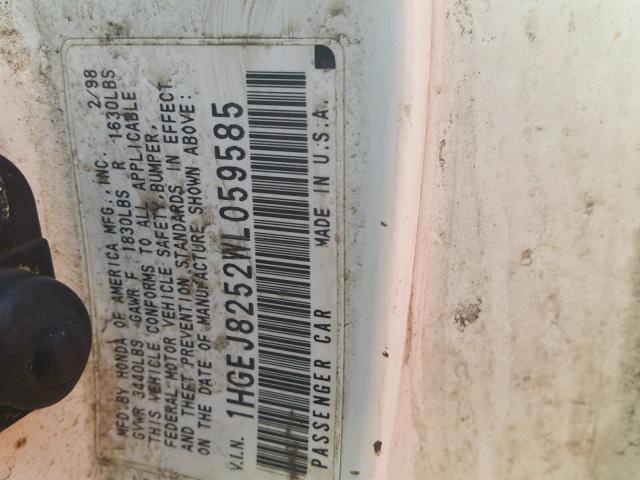 MFD BY HONDA OF AMERICA MFG., INC. 2/98
GVWR 3440LBS GAWR F 1830LBS R 1630LBS
THIS VEHICLE CONFORMS TO ALL APPLICABLE
FEDERAL MOTOR VEHICLE SAFETY, BUMPER,
AND THEFT PREVENTION STANDARDS IN EFFECT
ON THE DATE OF MANUFACTURE SHOWN ABOVE:
V.I.N. 1HGEJ8252WL059585
PASSENGER CAR MADE IN U.S.A.